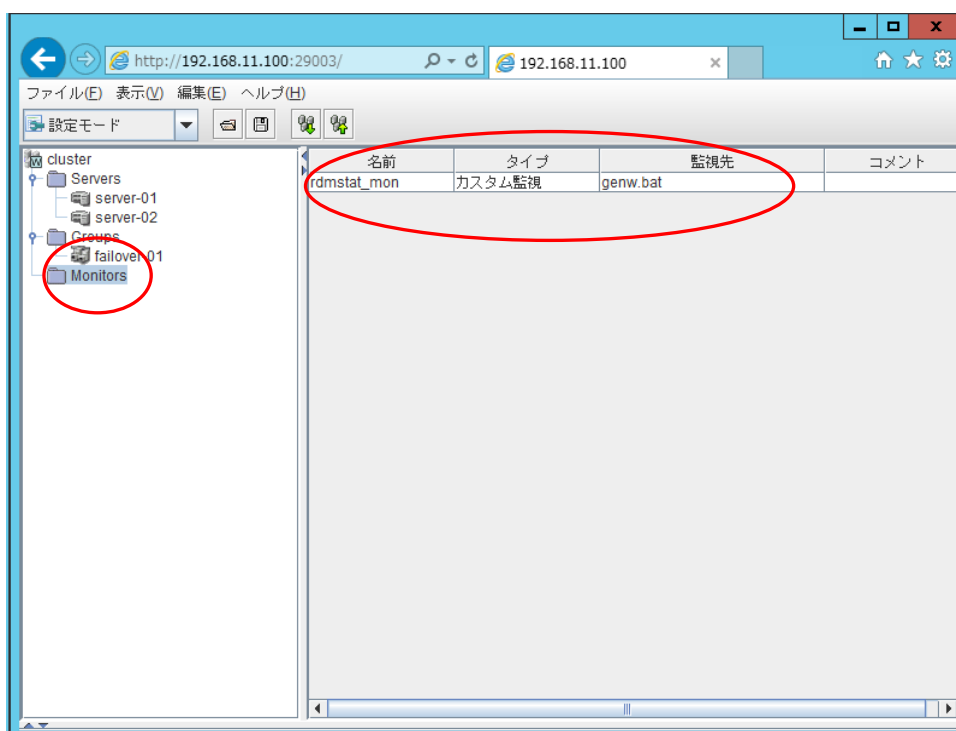 http://192.168.11.100:29003/
192.168.11.100
ファイル(F) 表示(V) 編集(E) ヘルプ(H)
設定モード
cluster
Servers
server-01
server-02
Groups
failover-01
Monitors
名前 タイプ 監視先 コメント
rdmstat_mon カスタム監視 genw.bat